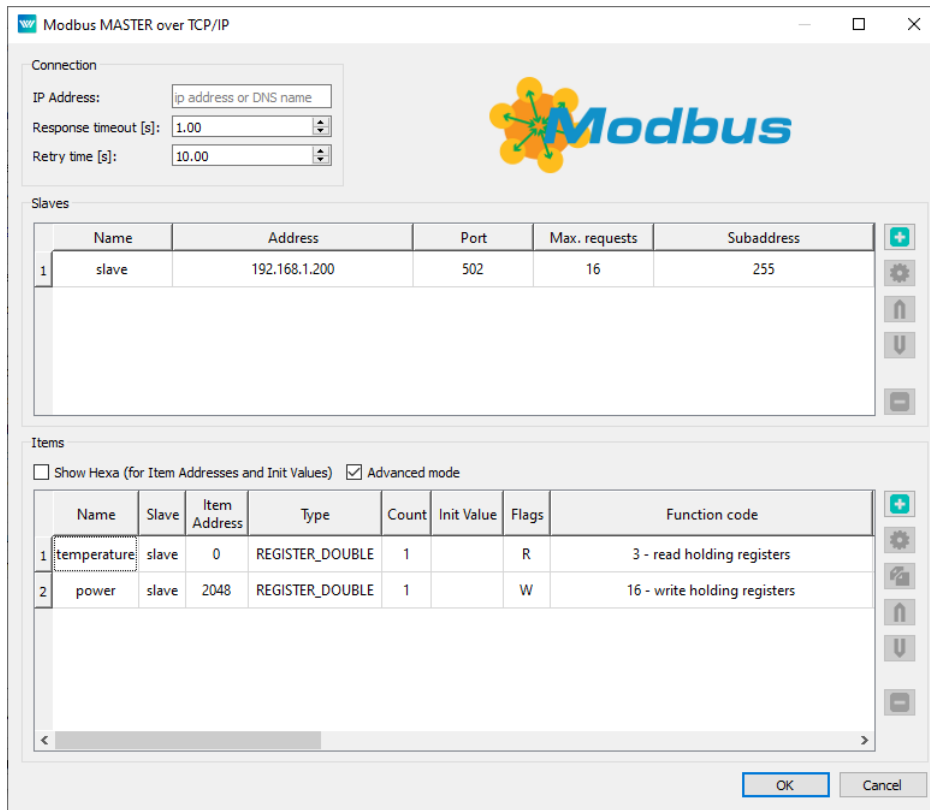 Modbus MASTER over TCP/IP
Connection
IP Address: ip address or DNS name
Response timeout [s]: 1.00
Retry time [s]: 10.00
Modbus
Slaves
Name Address Port Max. requests Subaddress
1 slave 192.168.1.200 502 16 255
Items
Show Hexa (for Item Addresses and Init Values) Advanced mode
Name Slave Item Address Type Count Init Value Flags Function code
1 temperature slave 0 REGISTER_DOUBLE 1 R 3 - read holding registers
2 power slave 2048 REGISTER_DOUBLE 1 W 16 - write holding registers
OK Cancel